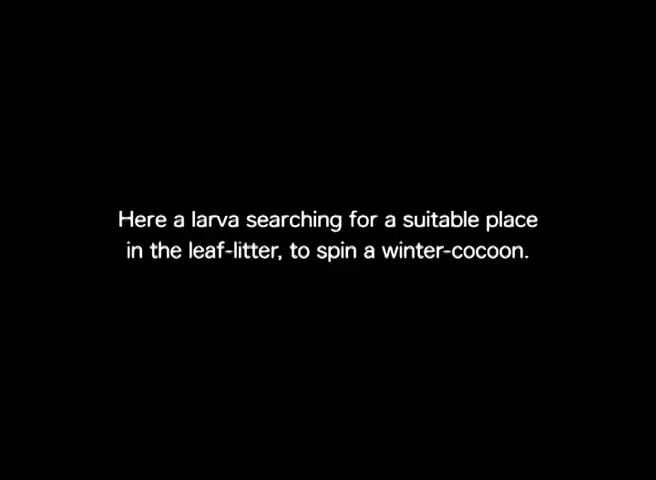 Here a larva searching for a suitable place
in the leaf-litter, to spin a winter-cocoon.